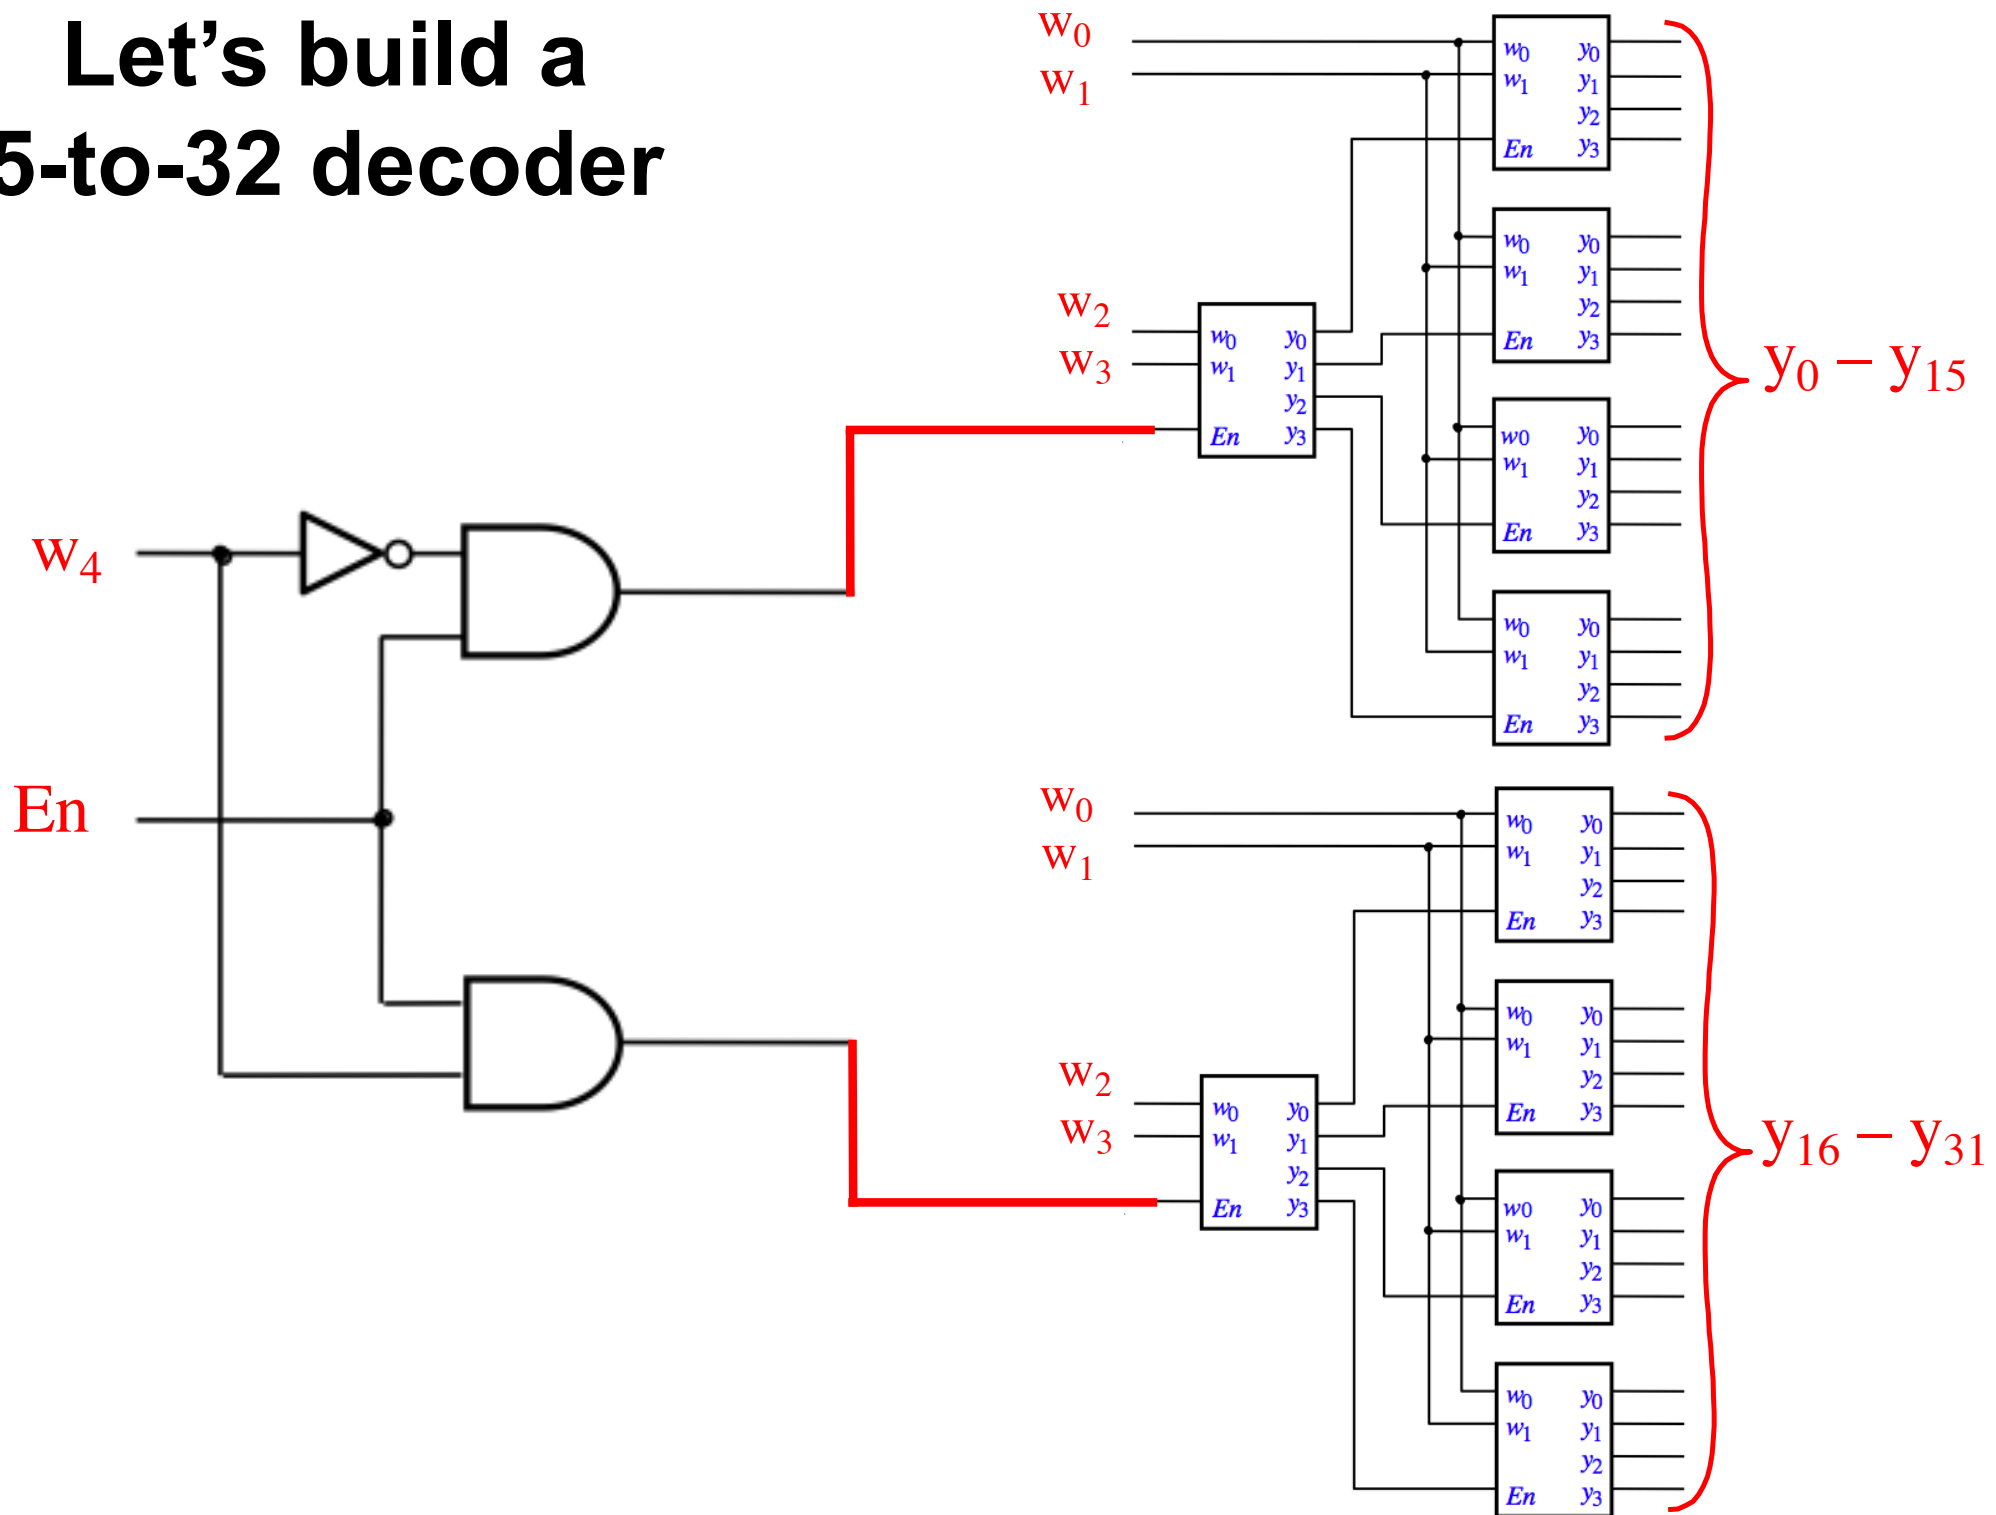 Let's build a
5-to-32 decoder
w0
w1
w0 y0
w1 y1
y2
En y3
w0 y0
w1 y1
y2
En y3
w2
w3
w0 y0
w1 y1
y2
En y3
y0 – y15
w0 y0
w1 y1
y2
En y3
w4
w0 y0
w1 y1
y2
En y3
En
w0
w1
w0 y0
w1 y1
y2
En y3
w0 y0
w1 y1
y2
En y3
w2
w3
w0 y0
w1 y1
y2
En y3
y16 – y31
w0 y0
w1 y1
y2
En y3
w0 y0
w1 y1
y2
En y3